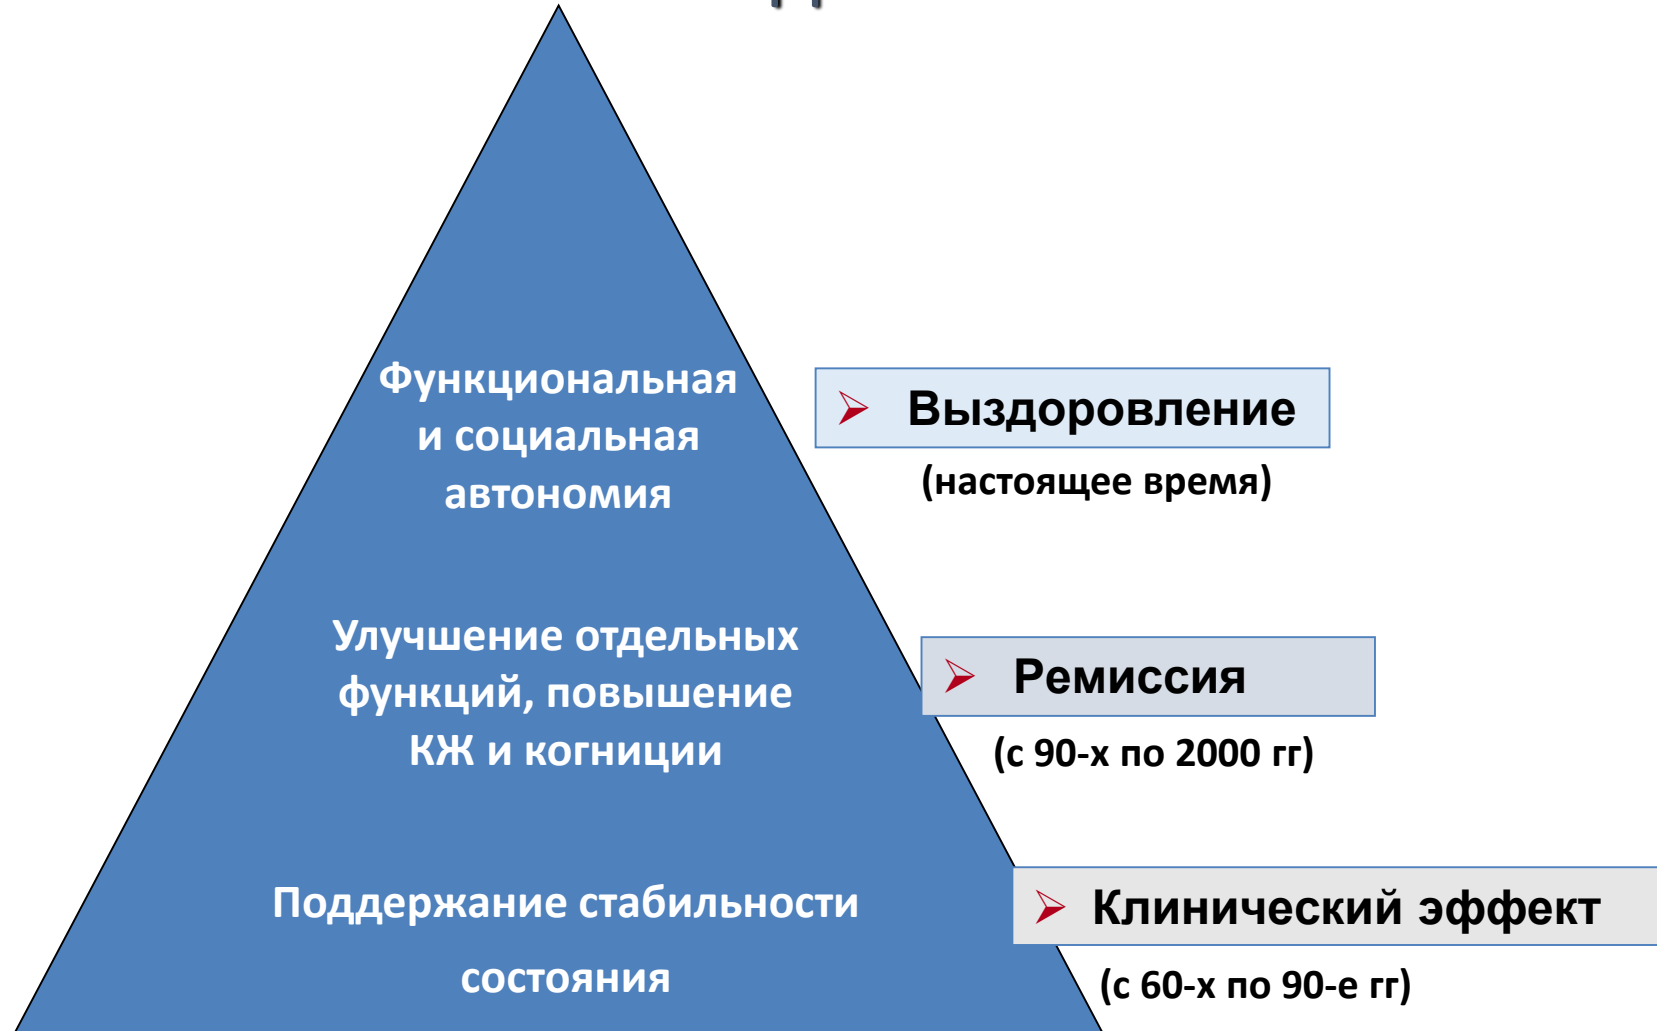 Функциональная
и социальная
автономия
➢ Выздоровление
(настоящее время)
Улучшение отдельных
функций, повышение
КЖ и когниции
➢ Ремиссия
(с 90-х по 2000 гг)
Поддержание стабильности
состояния
➢ Клинический эффект
(с 60-х по 90-е гг)